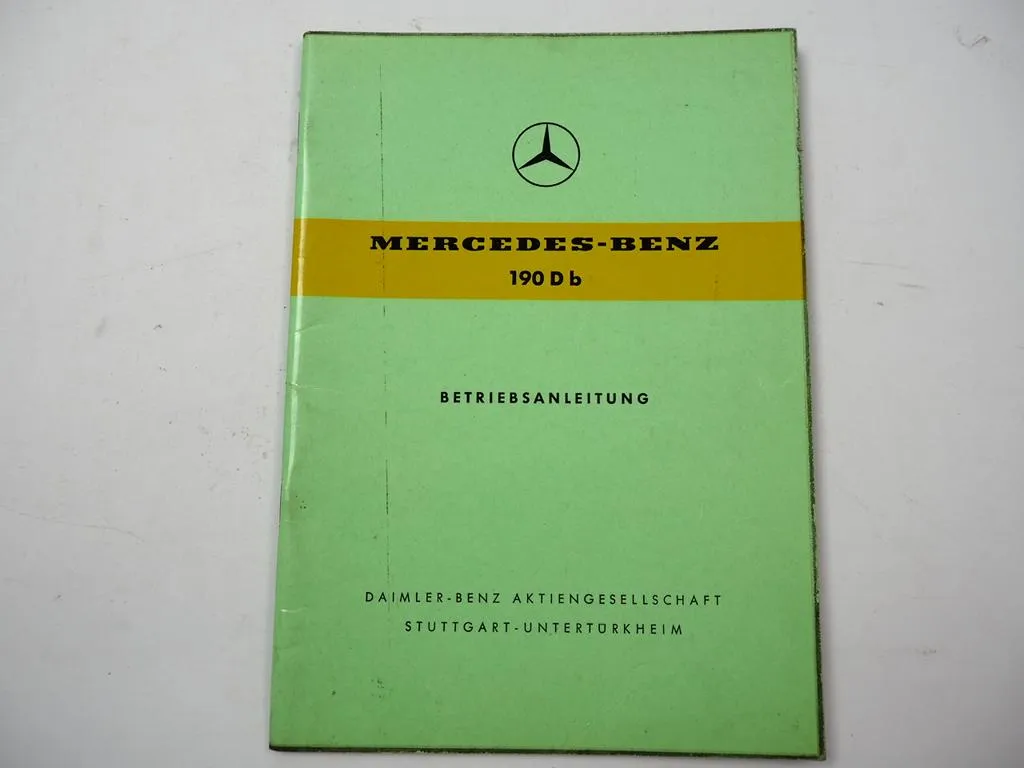 MERCEDES-BENZ
190 D b
BETRIEBSANLEITUNG
DAIMLER-BENZ AKTIENGESELLSCHAFT
STUTTGART-UNTERTÜRKHEIM